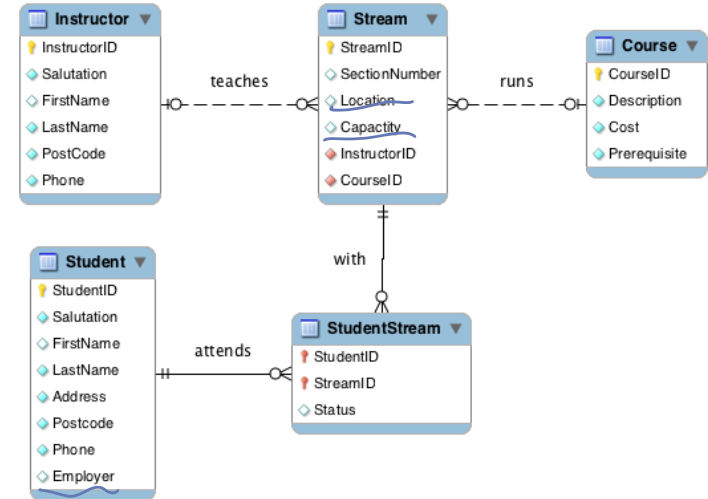 Instructor
InstructorID
Salutation
FirstName
LastName
PostCode
Phone
teaches
Stream
StreamID
SectionNumber
Location
Capactity
InstructorID
CourseID
runs
Course
CourseID
Description
Cost
Prerequisite
with
Student
StudentID
Salutation
FirstName
LastName
Address
Postcode
Phone
Employer
attends
StudentStream
StudentID
StreamID
Status